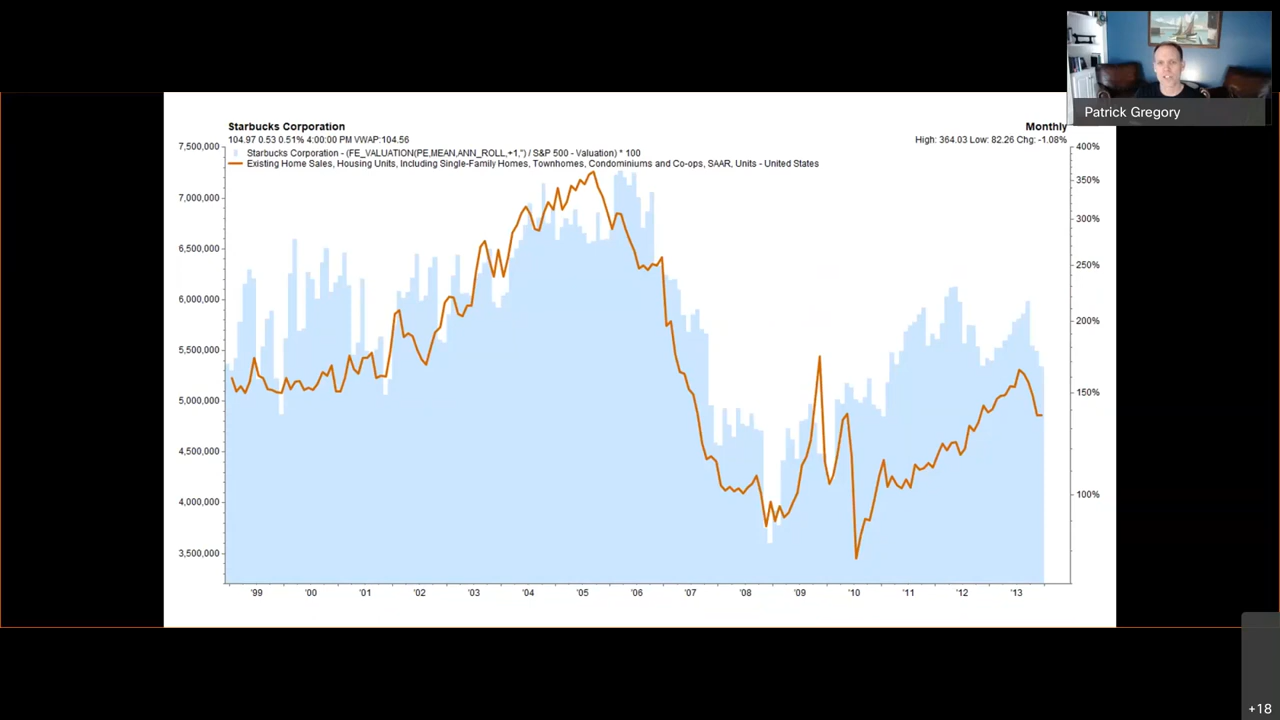 Patrick Gregory
Starbucks Corporation
Monthly
104.97 0.53 0.51% 4:00:00 PM VWAP:104.56
High: 364.03 Low: 82.26 Chg: -1.08%
Starbucks Corporation - (FE_VALUATION(PE,MEAN,ANN_ROLL,+1,'') / S&P 500 - Valuation) * 100
Existing Home Sales, Housing Units, Including Single-Family Homes, Townhomes, Condominiums and Co-ops, SAAR, Units - United States
7,500,000
7,000,000
6,500,000
6,000,000
5,500,000
5,000,000
4,500,000
4,000,000
3,500,000
400%
350%
300%
250%
200%
150%
100%
'99 '00 '01 '02 '03 '04 '05 '06 '07 '08 '09 '10 '11 '12 '13
+18